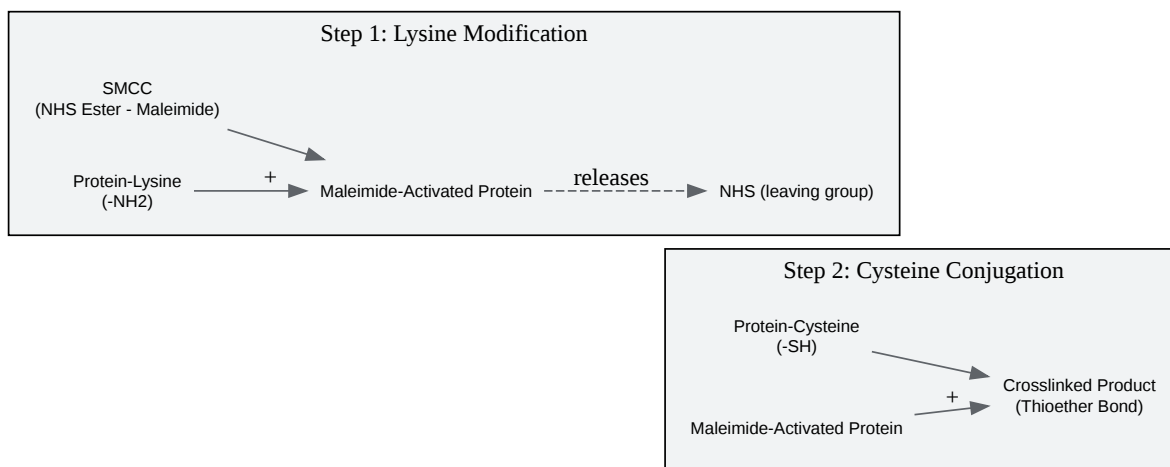 Step 1: Lysine Modification
SMCC
(NHS Ester - Maleimide)
Protein-Lysine
(-NH2)
+
Maleimide-Activated Protein
releases
NHS (leaving group)
Step 2: Cysteine Conjugation
Protein-Cysteine
(-SH)
+
Crosslinked Product
(Thioether Bond)
Maleimide-Activated Protein